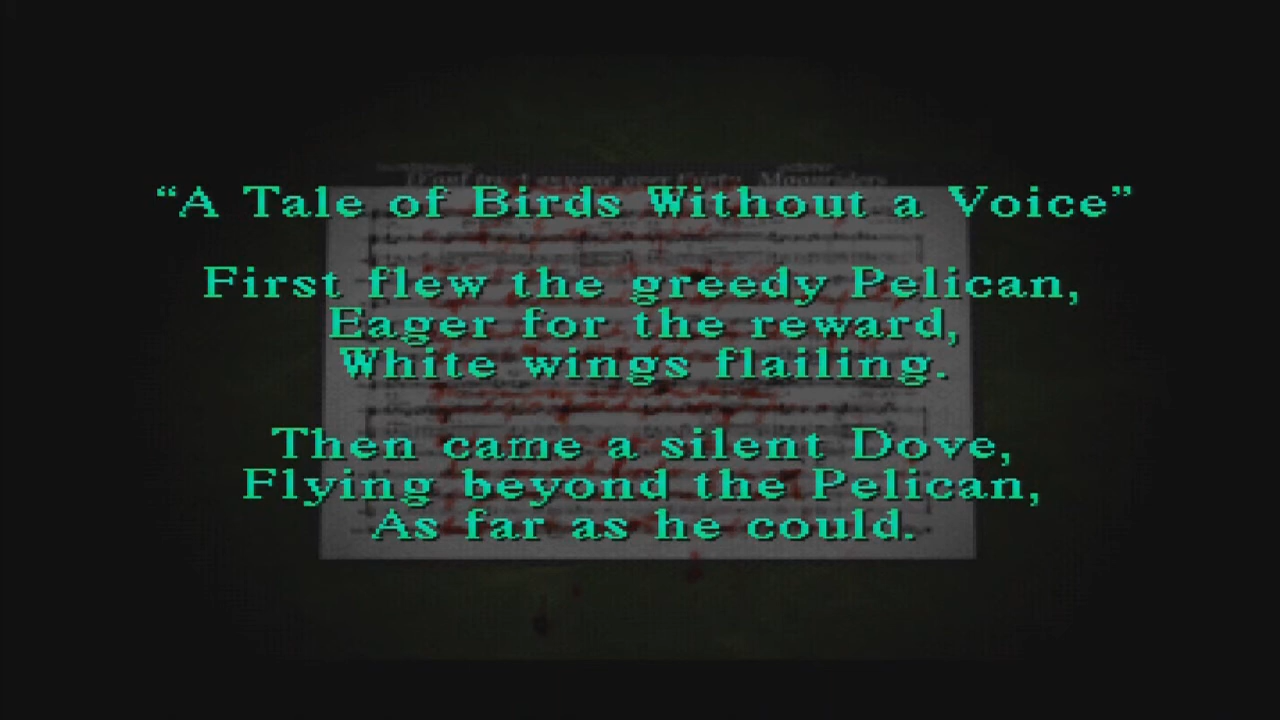 “A Tale of Birds Without a Voice”
First flew the greedy Pelican,
Eager for the reward,
White wings flailing.
Then came a silent Dove,
Flying beyond the Pelican,
As far as he could.